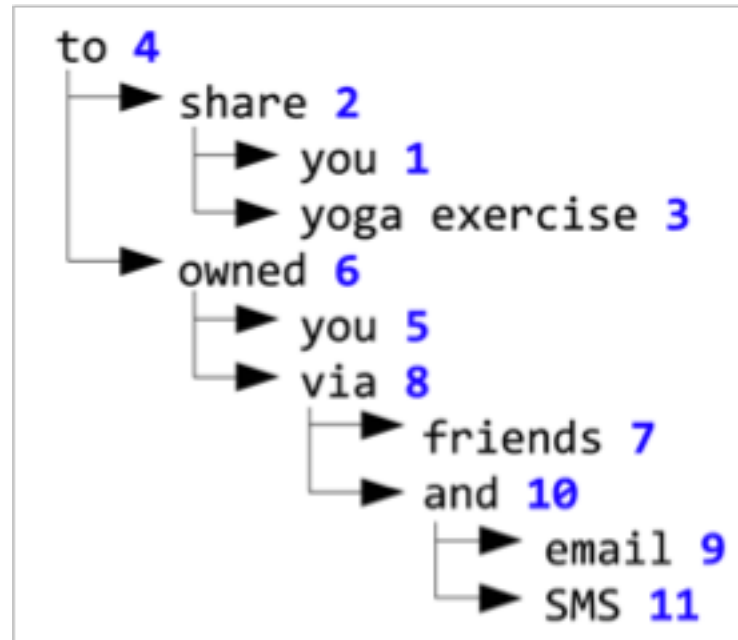 to 4
share 2
you 1
yoga exercise 3
owned 6
you 5
via 8
friends 7
and 10
email 9
SMS 11